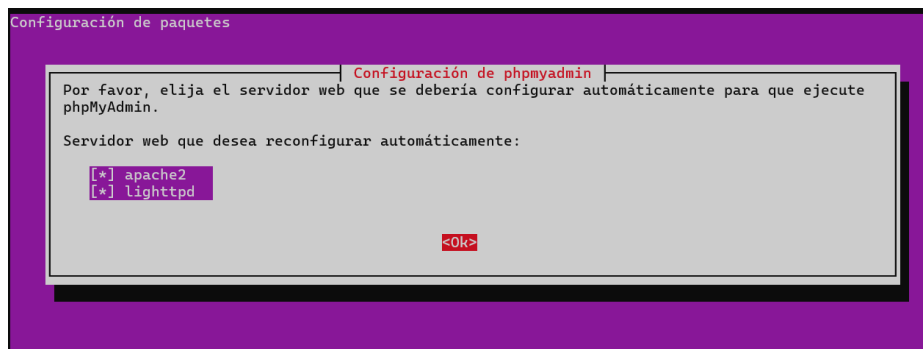 Configuración de paquetes
Configuración de phpmyadmin
Por favor, elija el servidor web que se debería configurar automáticamente para que ejecute
phpMyAdmin.
Servidor web que desea reconfigurar automáticamente:
[*] apache2
[*] lighttpd
<Ok>